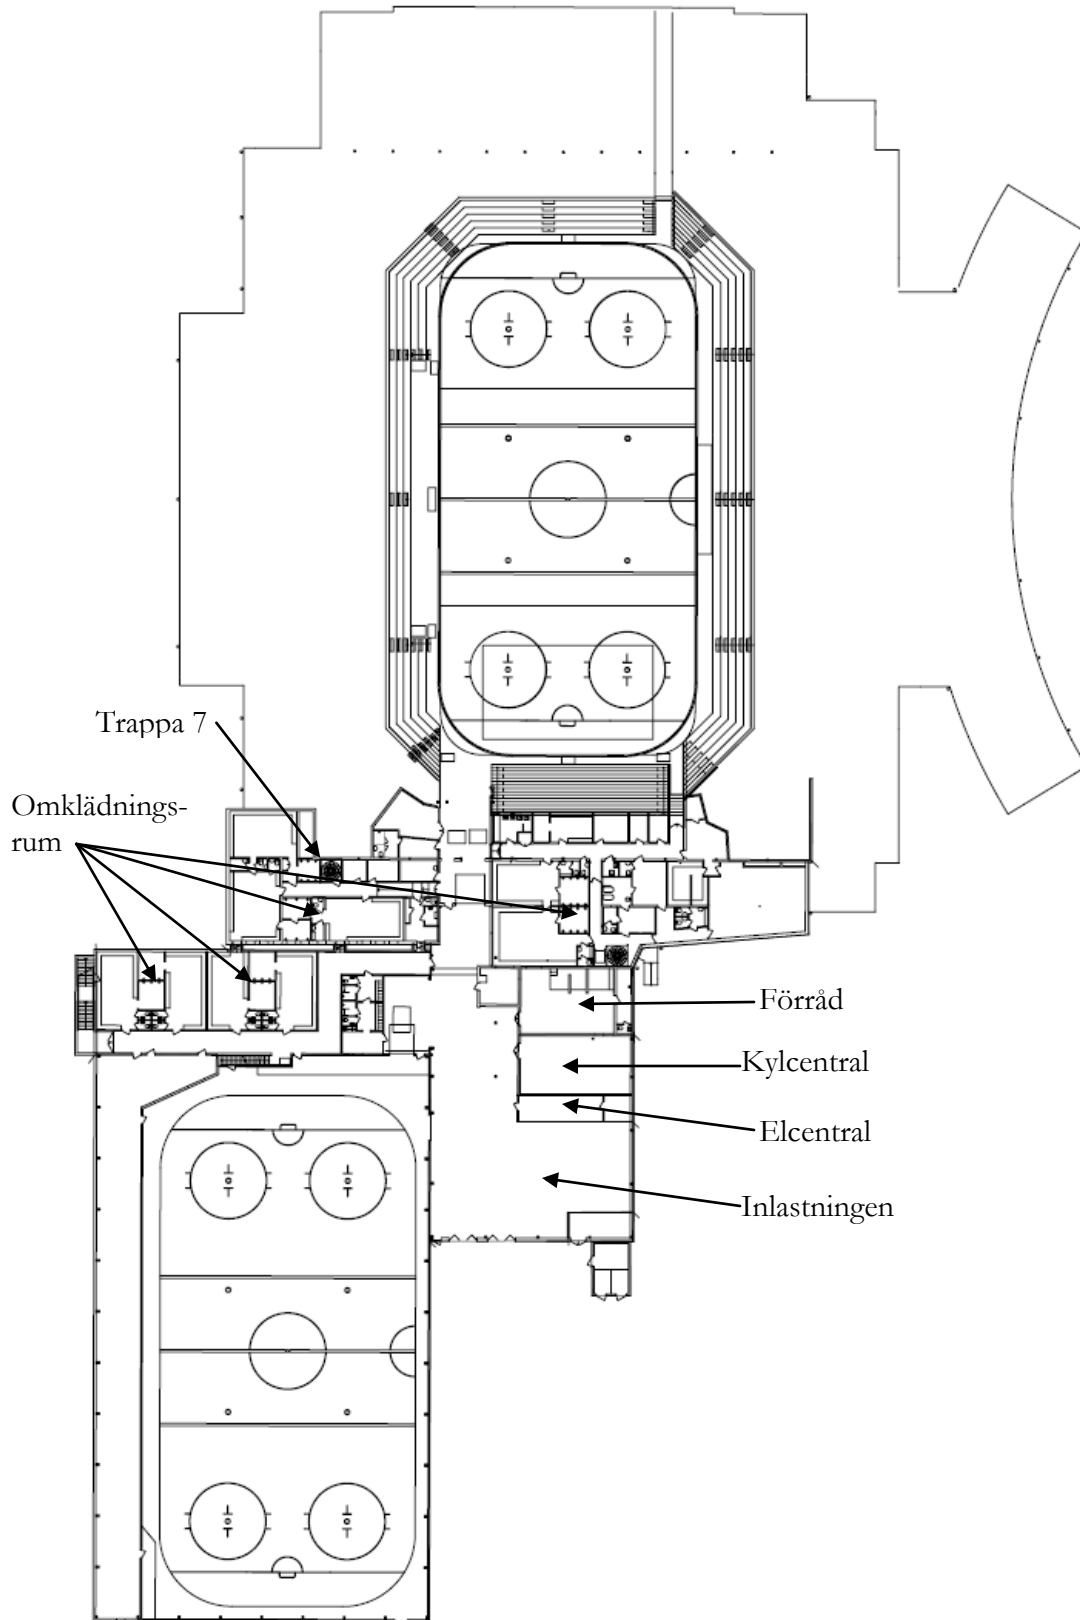 Trappa 7
Omklädnings-
rum
Förråd
Kylcentral
Elcentral
Inlastningen